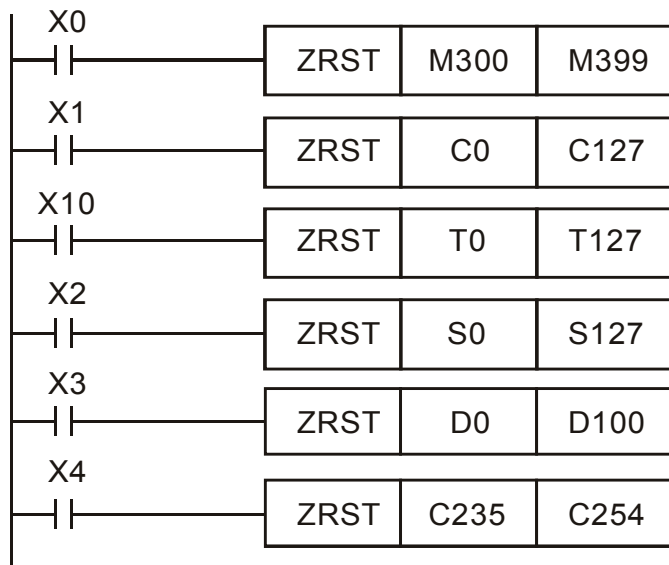 X0
ZRST M300 M399
X1
ZRST C0 C127
X10
ZRST T0 T127
X2
ZRST S0 S127
X3
ZRST D0 D100
X4
ZRST C235 C254